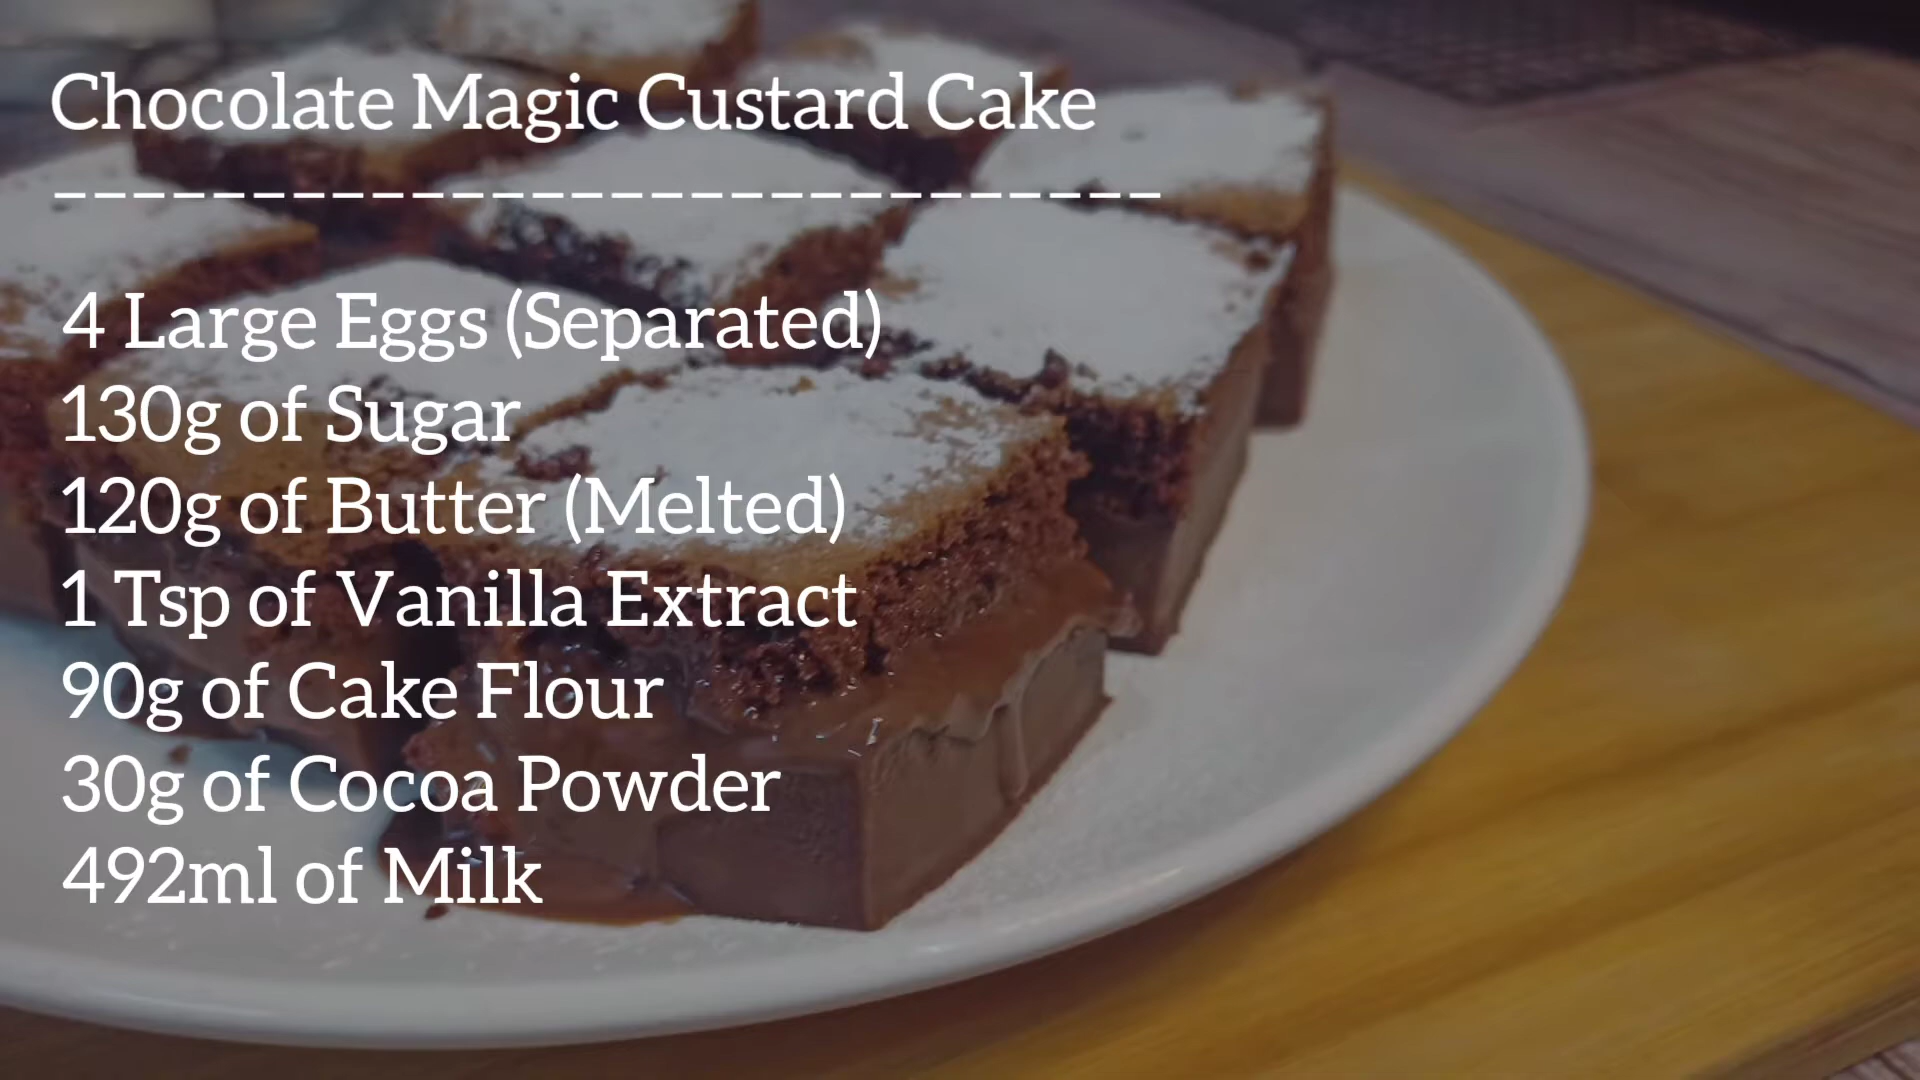 Chocolate Magic Custard Cake
-----------------------------
4 Large Eggs (Separated)
130g of Sugar
120g of Butter (Melted)
1 Tsp of Vanilla Extract
90g of Cake Flour
30g of Cocoa Powder
492ml of Milk